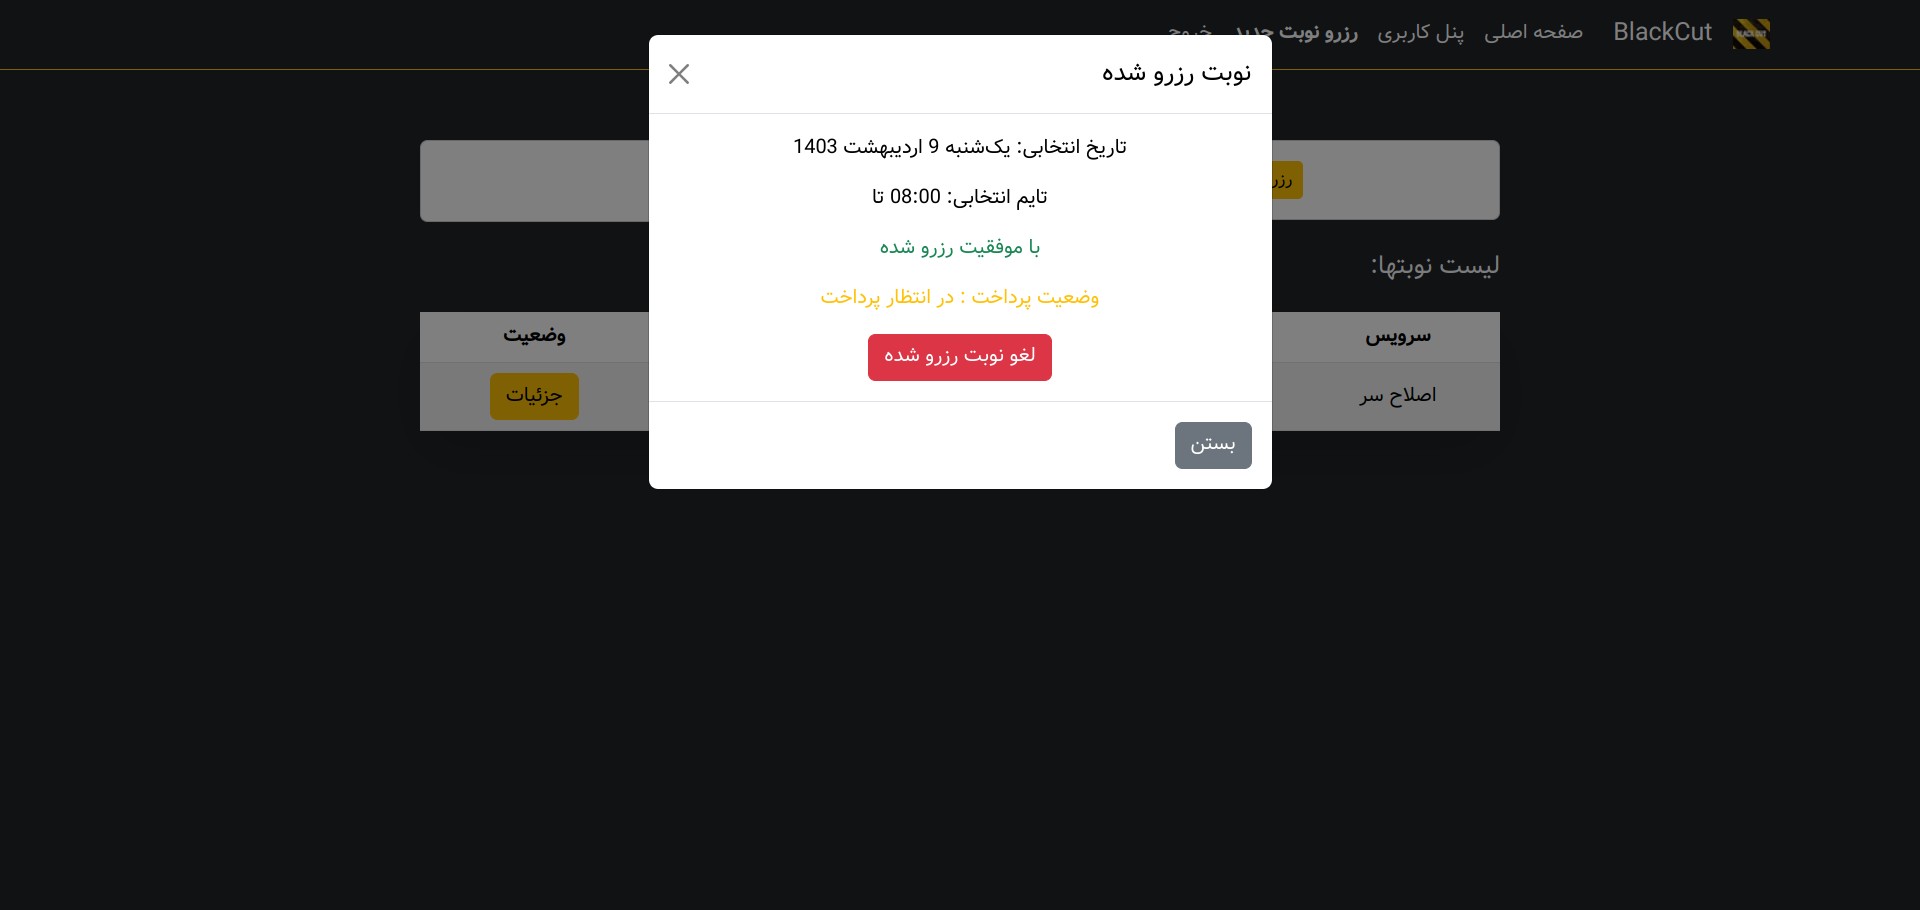 BlackCut
صفحه اصلی
پنل کاربری
رزرو نوبت جدید
خروج
نوبت رزرو شده
تاریخ انتخابی: یک‌شنبه 9 اردیبهشت 1403
تایم انتخابی: 08:00 تا
با موفقیت رزرو شده
وضعیت پرداخت : در انتظار پرداخت
لغو نوبت رزرو شده
بستن
لیست نوبتها:
سرویس
وضعیت
اصلاح سر
جزئیات